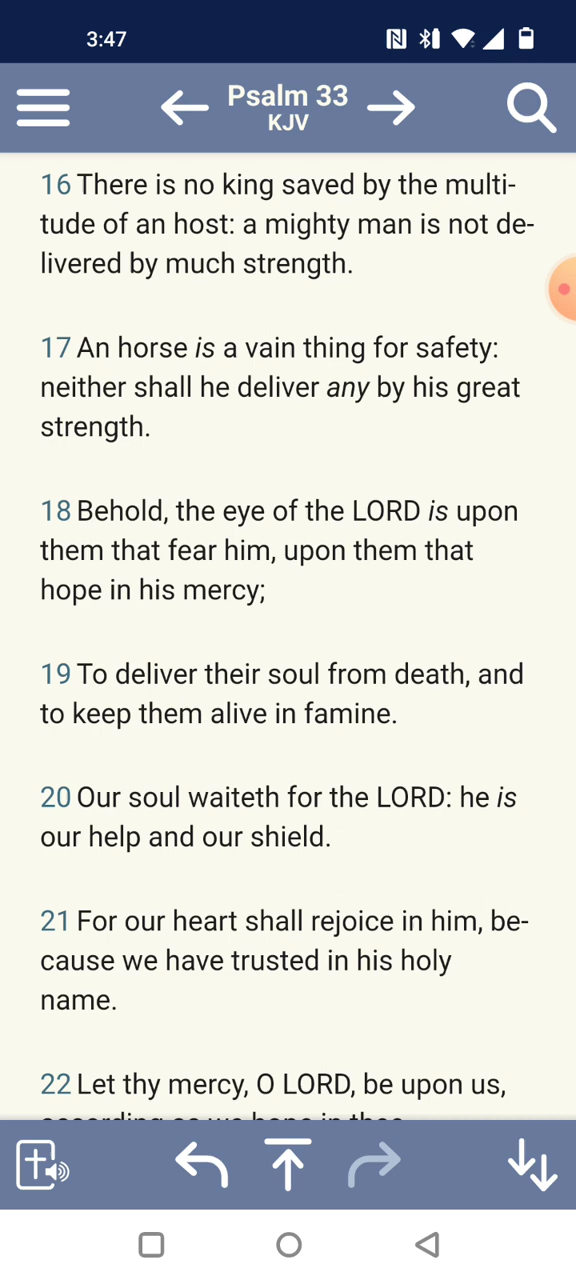 3:47
Psalm 33
KJV
16 There is no king saved by the multi-
tude of an host: a mighty man is not de-
livered by much strength.
17 An horse is a vain thing for safety:
neither shall he deliver any by his great
strength.
18 Behold, the eye of the LORD is upon
them that fear him, upon them that
hope in his mercy;
19 To deliver their soul from death, and
to keep them alive in famine.
20 Our soul waiteth for the LORD: he is
our help and our shield.
21 For our heart shall rejoice in him, be-
cause we have trusted in his holy
name.
22 Let thy mercy, O LORD, be upon us,
according as we hope in thee